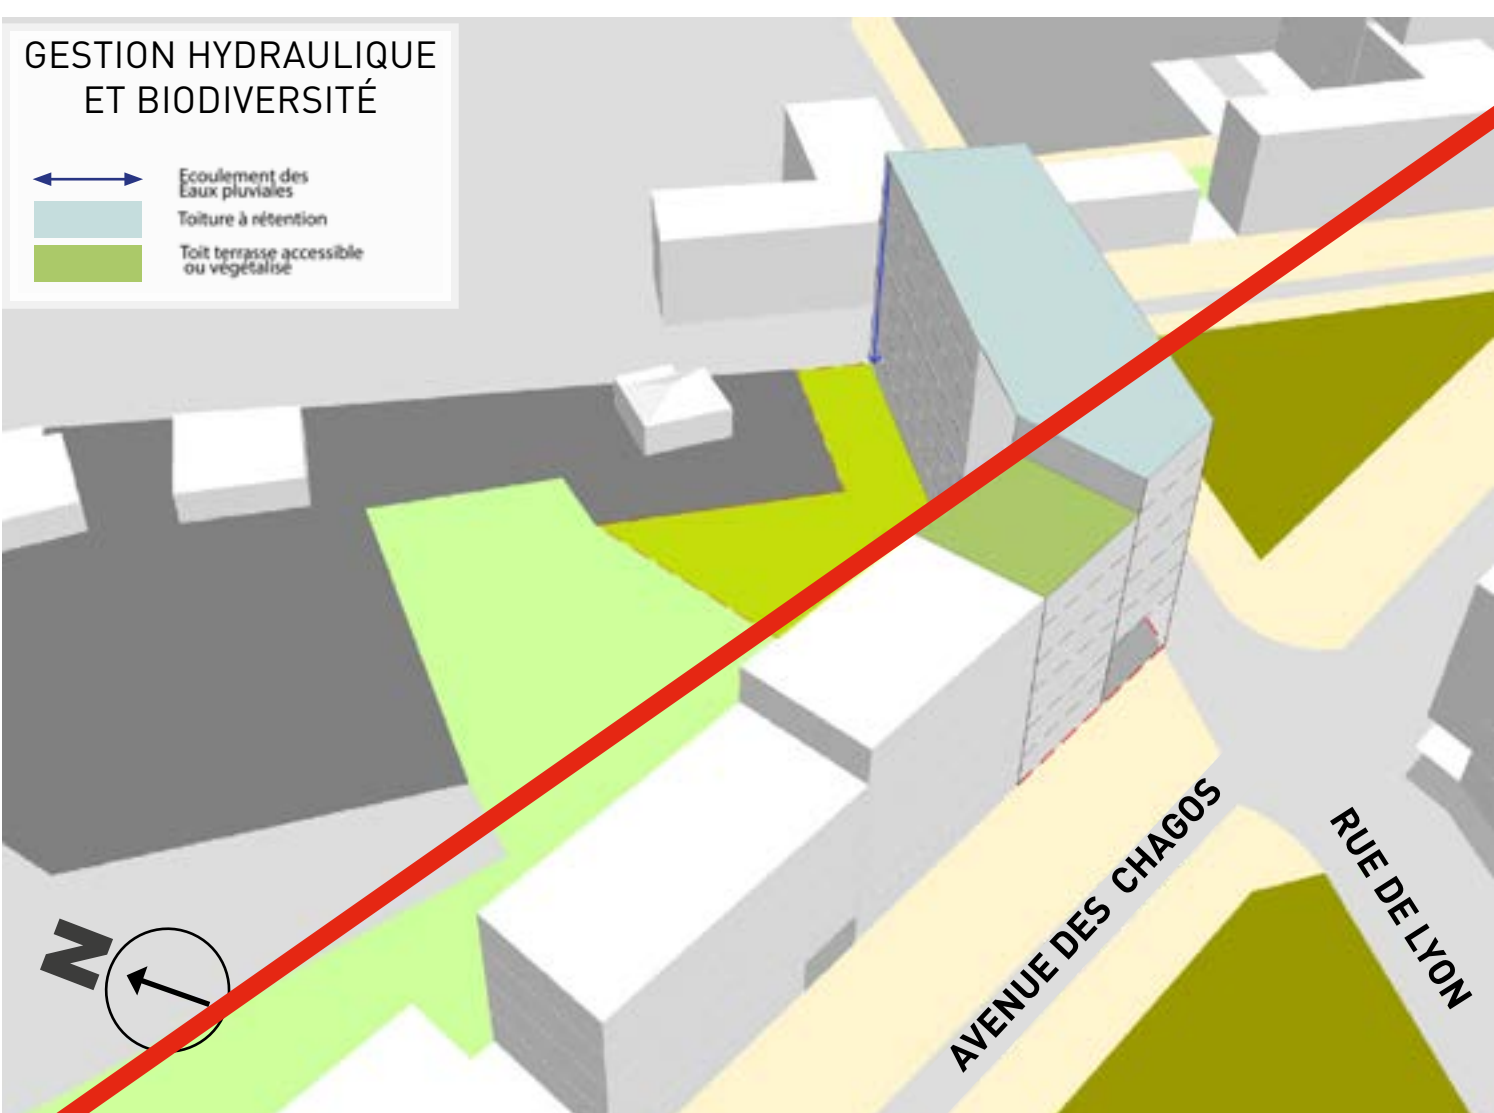 GESTION HYDRAULIQUE
ET BIODIVERSITÉ
Ecoulement des
Eaux pluviales
Toiture à rétention
Toit terrasse accessible
ou végétalisé
N
AVENUE DES CHAGOS
RUE DE LYON